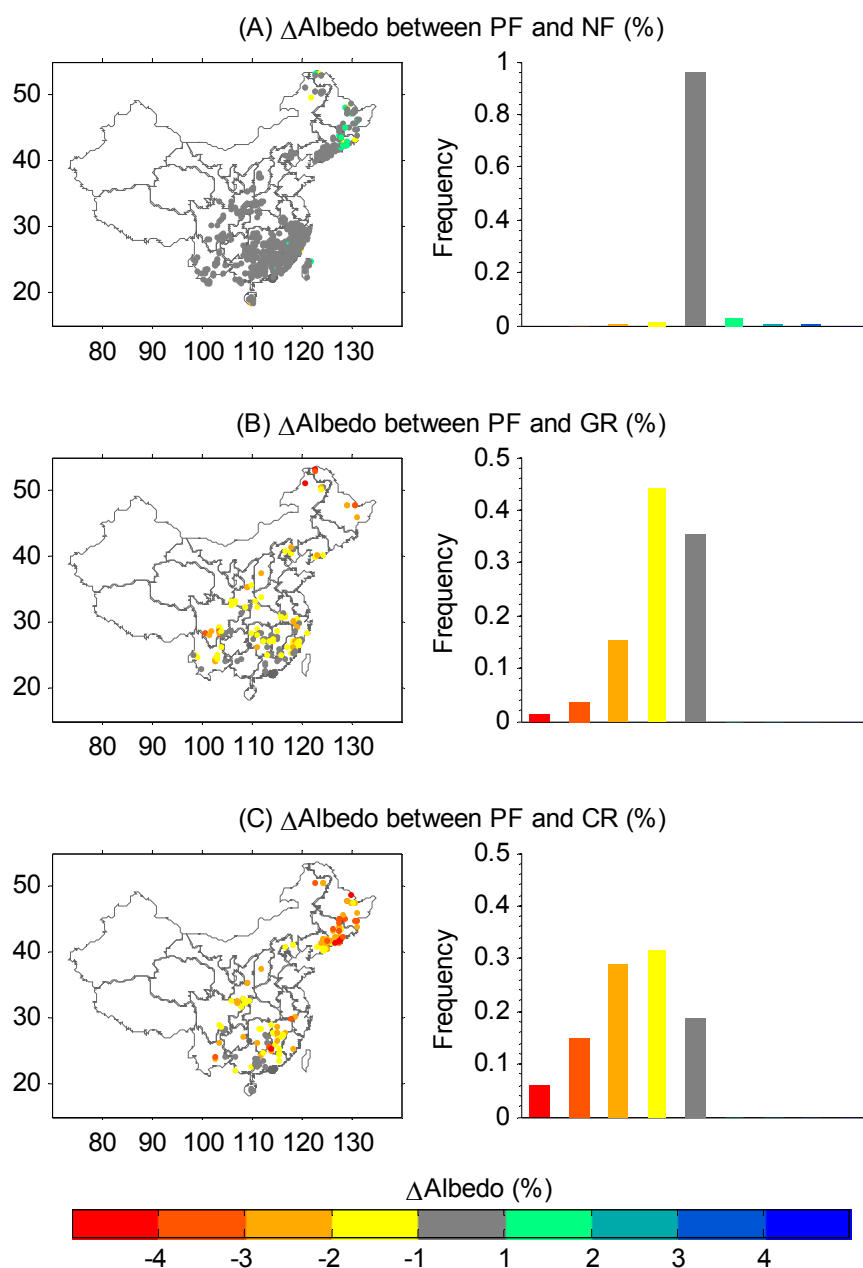 (A) ΔAlbedo between PF and NF (%)
50
40
30
20
80 90 100 110 120 130
Frequency
1
0.8
0.6
0.4
0.2
0
(B) ΔAlbedo between PF and GR (%)
50
40
30
20
80 90 100 110 120 130
Frequency
0.5
0.4
0.3
0.2
0.1
0
(C) ΔAlbedo between PF and CR (%)
50
40
30
20
80 90 100 110 120 130
Frequency
0.5
0.4
0.3
0.2
0.1
0
ΔAlbedo (%)
-4 -3 -2 -1 1 2 3 4